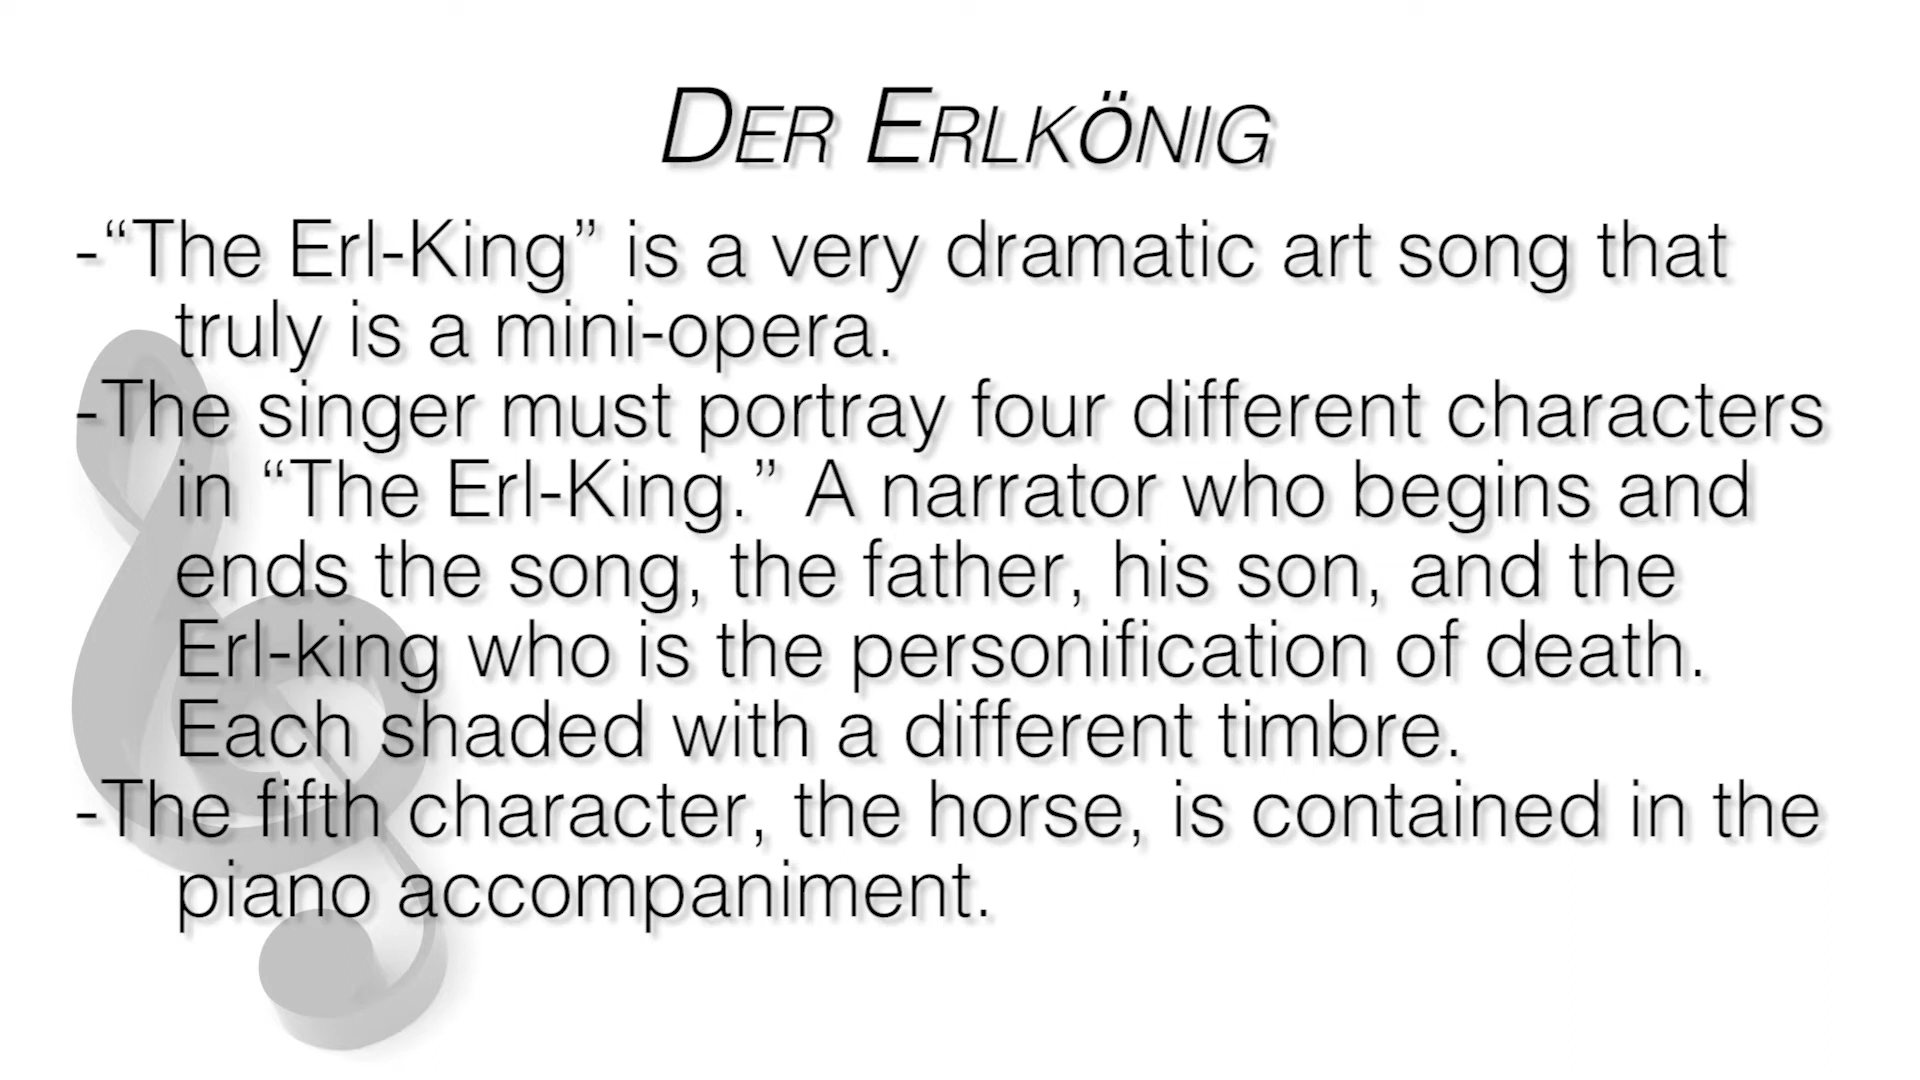 DER ERLKÖNIG
-“The Erl-King” is a very dramatic art song that
truly is a mini-opera.
-The singer must portray four different characters
in “The Erl-King.” A narrator who begins and
ends the song, the father, his son, and the
Erl-king who is the personification of death.
Each shaded with a different timbre.
-The fifth character, the horse, is contained in the
piano accompaniment.